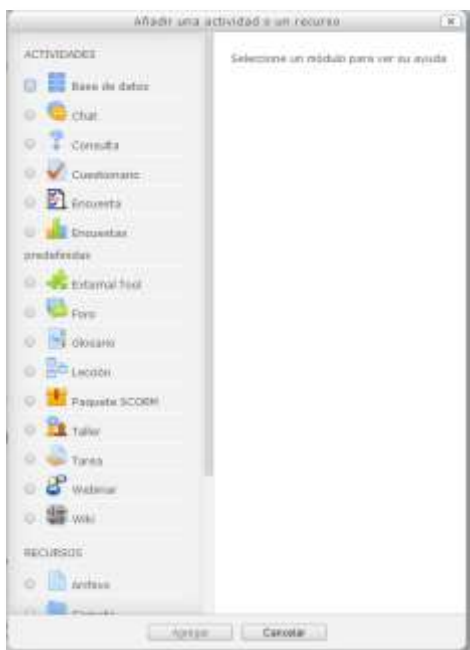 Añadir una actividad o un recurso
ACTIVIDADES
Seleccione un módulo para ver su ayuda
Base de datos
Chat
Consulta
Cuestionario
Encuesta
Encuestas
predefinidas
External Tool
Foro
Glosario
Lección
Paquete SCORM
Taller
Tarea
Webinar
Wiki
RECURSOS
Archivo
Carpeta
Agregar
Cancelar